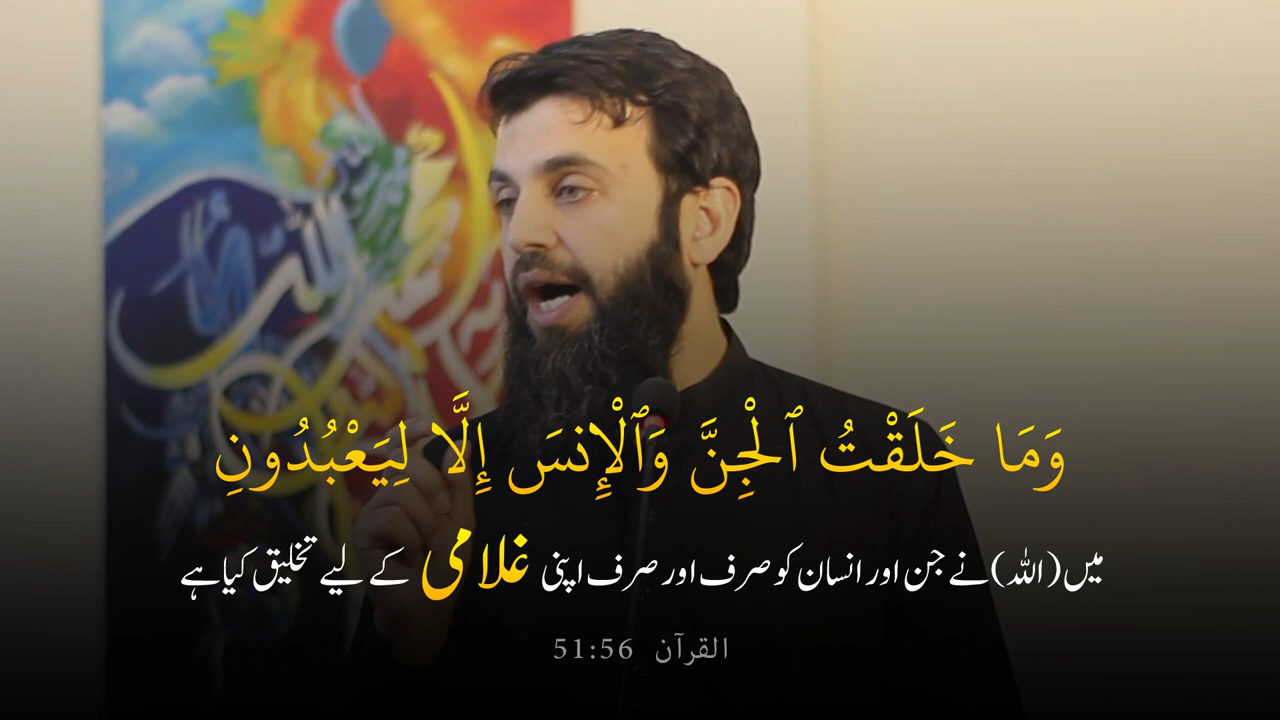 وَمَا خَلَقْتُ ٱلْجِنَّ وَٱلْإِنسَ إِلَّا لِيَعْبُدُونِ
میں (اللہ) نے جن اور انسان کو صرف اور صرف اپنی غلامی کے لیے تخلیق کیا ہے
القرآن 51:56